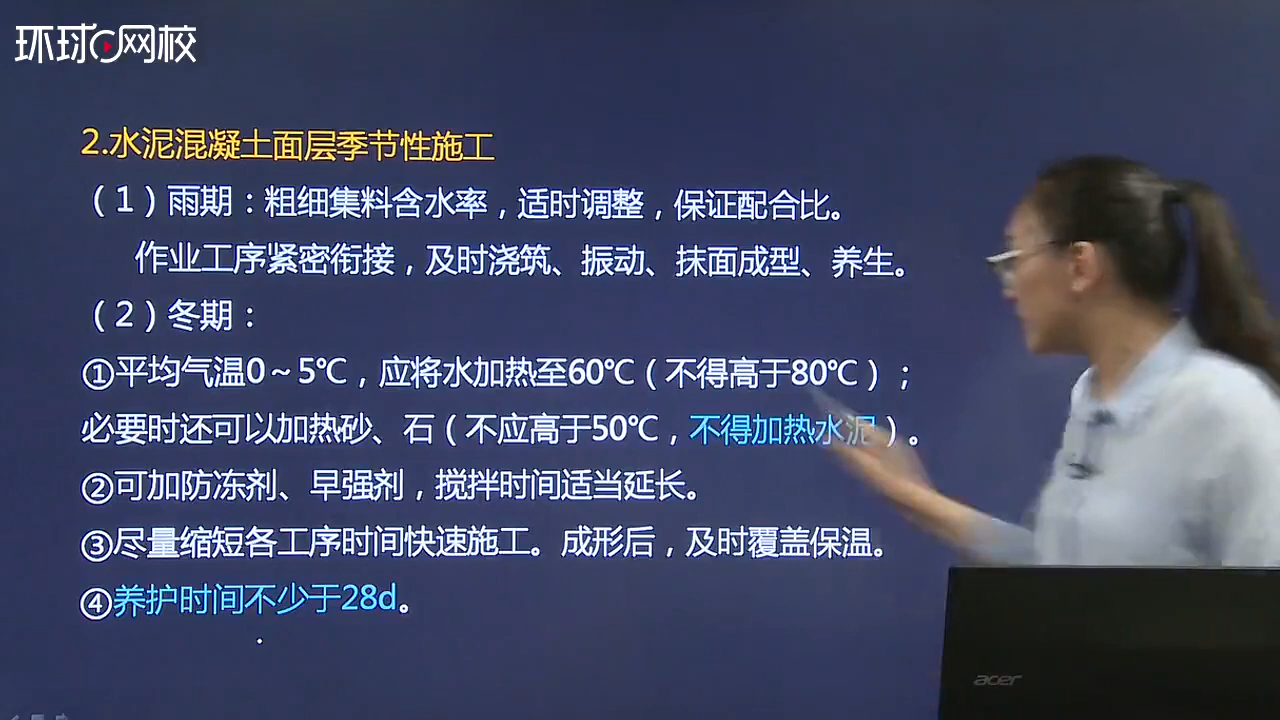 环球网校
2.水泥混凝土面层季节性施工
（1）雨期：粗细集料含水率，适时调整，保证配合比。
作业工序紧密衔接，及时浇筑、振动、抹面成型、养生。
（2）冬期：
①平均气温0～5℃，应将水加热至60℃（不得高于80℃）；
必要时还可以加热砂、石（不应高于50℃，不得加热水泥）。
②可加防冻剂、早强剂，搅拌时间适当延长。
③尽量缩短各工序时间快速施工。成形后，及时覆盖保温。
④养护时间不少于28d。
acer